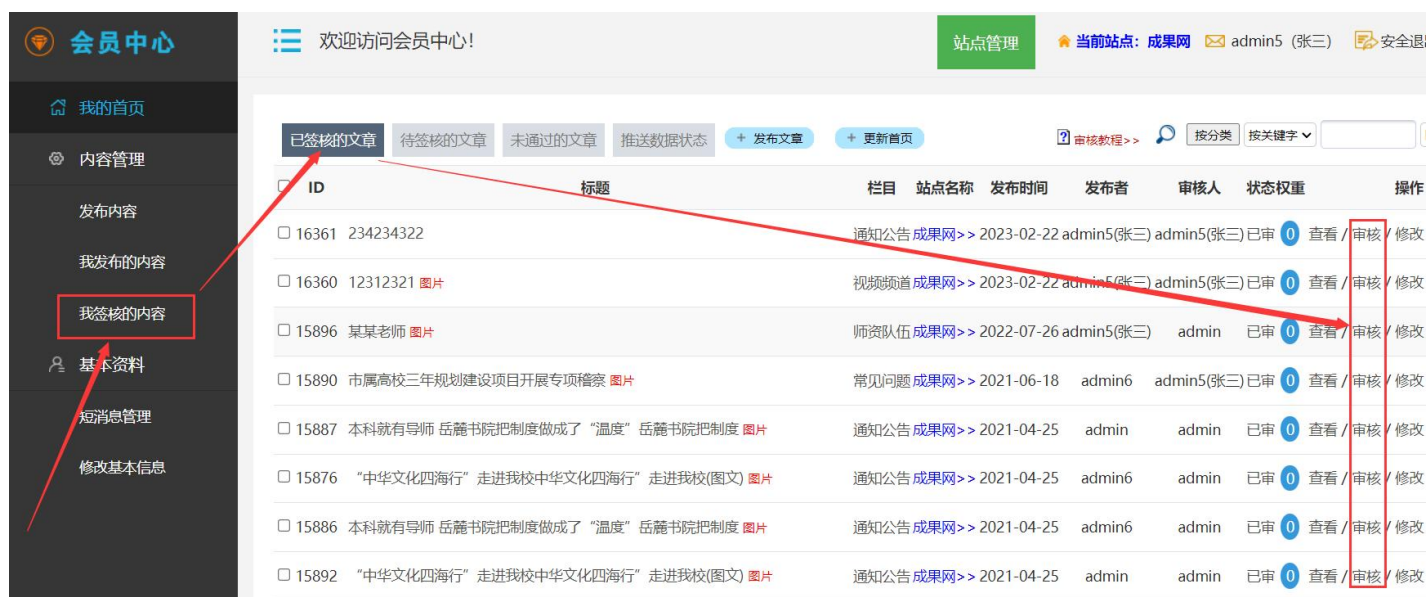 会员中心
欢迎访问会员中心！
站点管理
当前站点：成果网
admin5 (张三)
安全退
我的首页
内容管理
发布内容
我发布的内容
我签核的内容
基本资料
短消息管理
修改基本信息
已签核的文章 待签核的文章 未通过的文章 推送数据状态 + 发布文章 + 更新首页 ? 审核教程>> 按分类 按关键字
ID 标题 栏目 站点名称 发布时间 发布者 审核人 状态权重 操作
16361 234234322 通知公告 成果网>> 2023-02-22 admin5(张三) admin5(张三) 已审 0 查看 / 审核 / 修改
16360 12312321 图片 视频频道 成果网>> 2023-02-22 admin5(张三) admin5(张三) 已审 0 查看 / 审核 / 修改
15896 某某老师 图片 师资队伍 成果网>> 2022-07-26 admin5(张三) admin 已审 0 查看 / 审核 / 修改
15890 市属高校三年规划建设项目开展专项稽察 图片 常见问题 成果网>> 2021-06-18 admin6 admin5(张三) 已审 0 查看 / 审核 / 修改
15887 本科就有导师 岳麓书院把制度做成了“温度”岳麓书院把制度 图片 通知公告 成果网>> 2021-04-25 admin admin 已审 0 查看 / 审核 / 修改
15876 “中华文化四海行”走进我校中华文化四海行”走进我校(图文) 图片 通知公告 成果网>> 2021-04-25 admin6 admin 已审 0 查看 / 审核 / 修改
15886 本科就有导师 岳麓书院把制度做成了“温度”岳麓书院把制度 图片 通知公告 成果网>> 2021-04-25 admin6 admin 已审 0 查看 / 审核 / 修改
15892 “中华文化四海行”走进我校中华文化四海行”走进我校(图文) 图片 通知公告 成果网>> 2021-04-25 admin admin 已审 0 查看 / 审核 / 修改